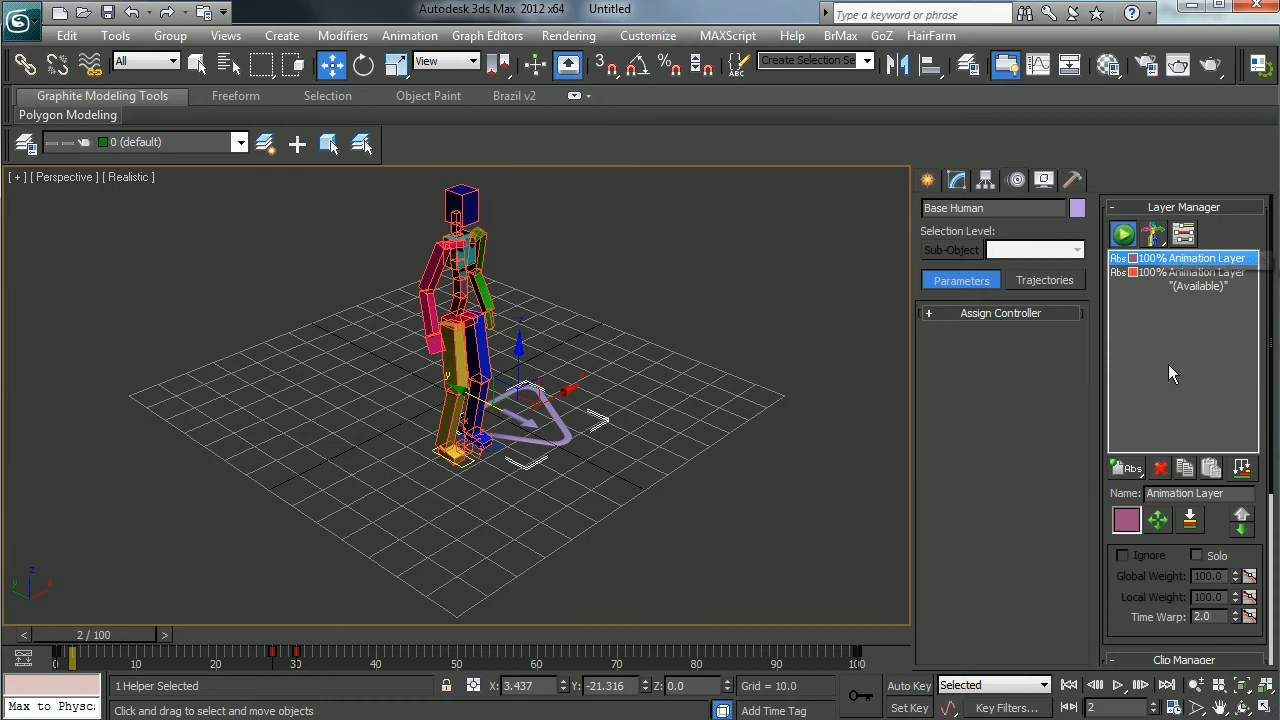 Autodesk 3ds Max 2012 x64 Untitled
Type a keyword or phrase
Edit Tools Group Views Create Modifiers Animation Graph Editors Rendering Customize MAXScript Help BrMax GoZ HairFarm
All View Create Selection Se
Graphite Modeling Tools Freeform Selection Object Paint Brazil v2
Polygon Modeling
0 (default)
[ + ] [ Perspective ] [ Realistic ]
Base Human
Selection Level:
Sub-Object
Parameters Trajectories
+ Assign Controller
- Layer Manager
Abs 100% Animation Layer
Abs 100% Animation Layer
"(Available)"
Abs
Name: Animation Layer
Ignore Solo
Global Weight: 100.0
Local Weight: 100.0
Time Warp: 2.0
- Clip Manager
z
x
y
z
y
x
< 2 / 100 >
0 10 20 30 40 50 60 70 80 90 100
1 Helper Selected X: 3.437 Y: -21.316 Z: 0.0 Grid = 10.0 Auto Key Selected
Max to Physc: Click and drag to select and move objects Add Time Tag Set Key Key Filters... 2